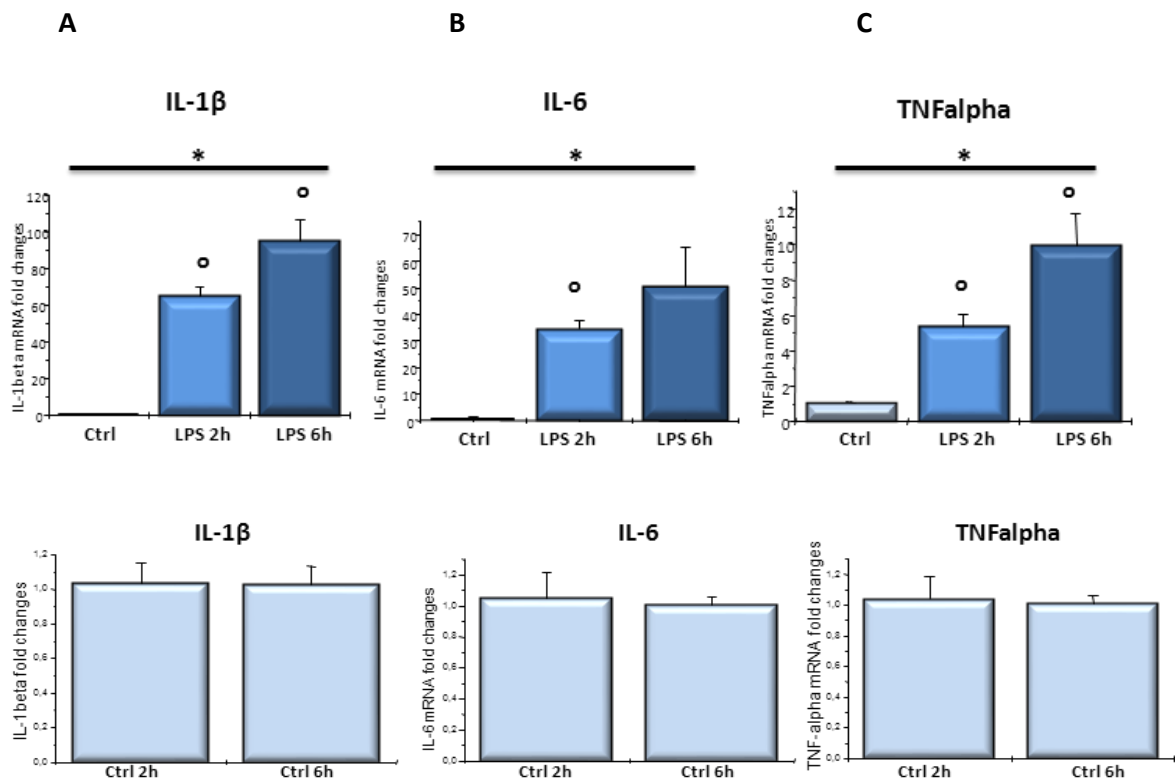 A B C
IL-1β
*
IL-1beta mRNA fold changes
120
100
80
60
40
20
0
Ctrl LPS 2h LPS 6h
IL-6
*
IL-6 mRNA fold changes
70
60
50
40
30
20
10
0
Ctrl LPS 2h LPS 6h
TNFalpha
*
TNFalpha mRNA fold changes
12
10
8
6
4
2
0
Ctrl LPS 2h LPS 6h
IL-1β
IL-1 beta fold changes
1,2
1,0
0,8
0,6
0,4
0,2
0,0
Ctrl 2h Ctrl 6h
IL-6
IL-6 mRNA fold changes
1,2
1,0
0,8
0,6
0,4
0,2
0,0
Ctrl 2h Ctrl 6h
TNFalpha
TNF-alpha mRNA fold changes
1,2
1,0
0,8
0,6
0,4
0,2
0,0
Ctrl 2h Ctrl 6h